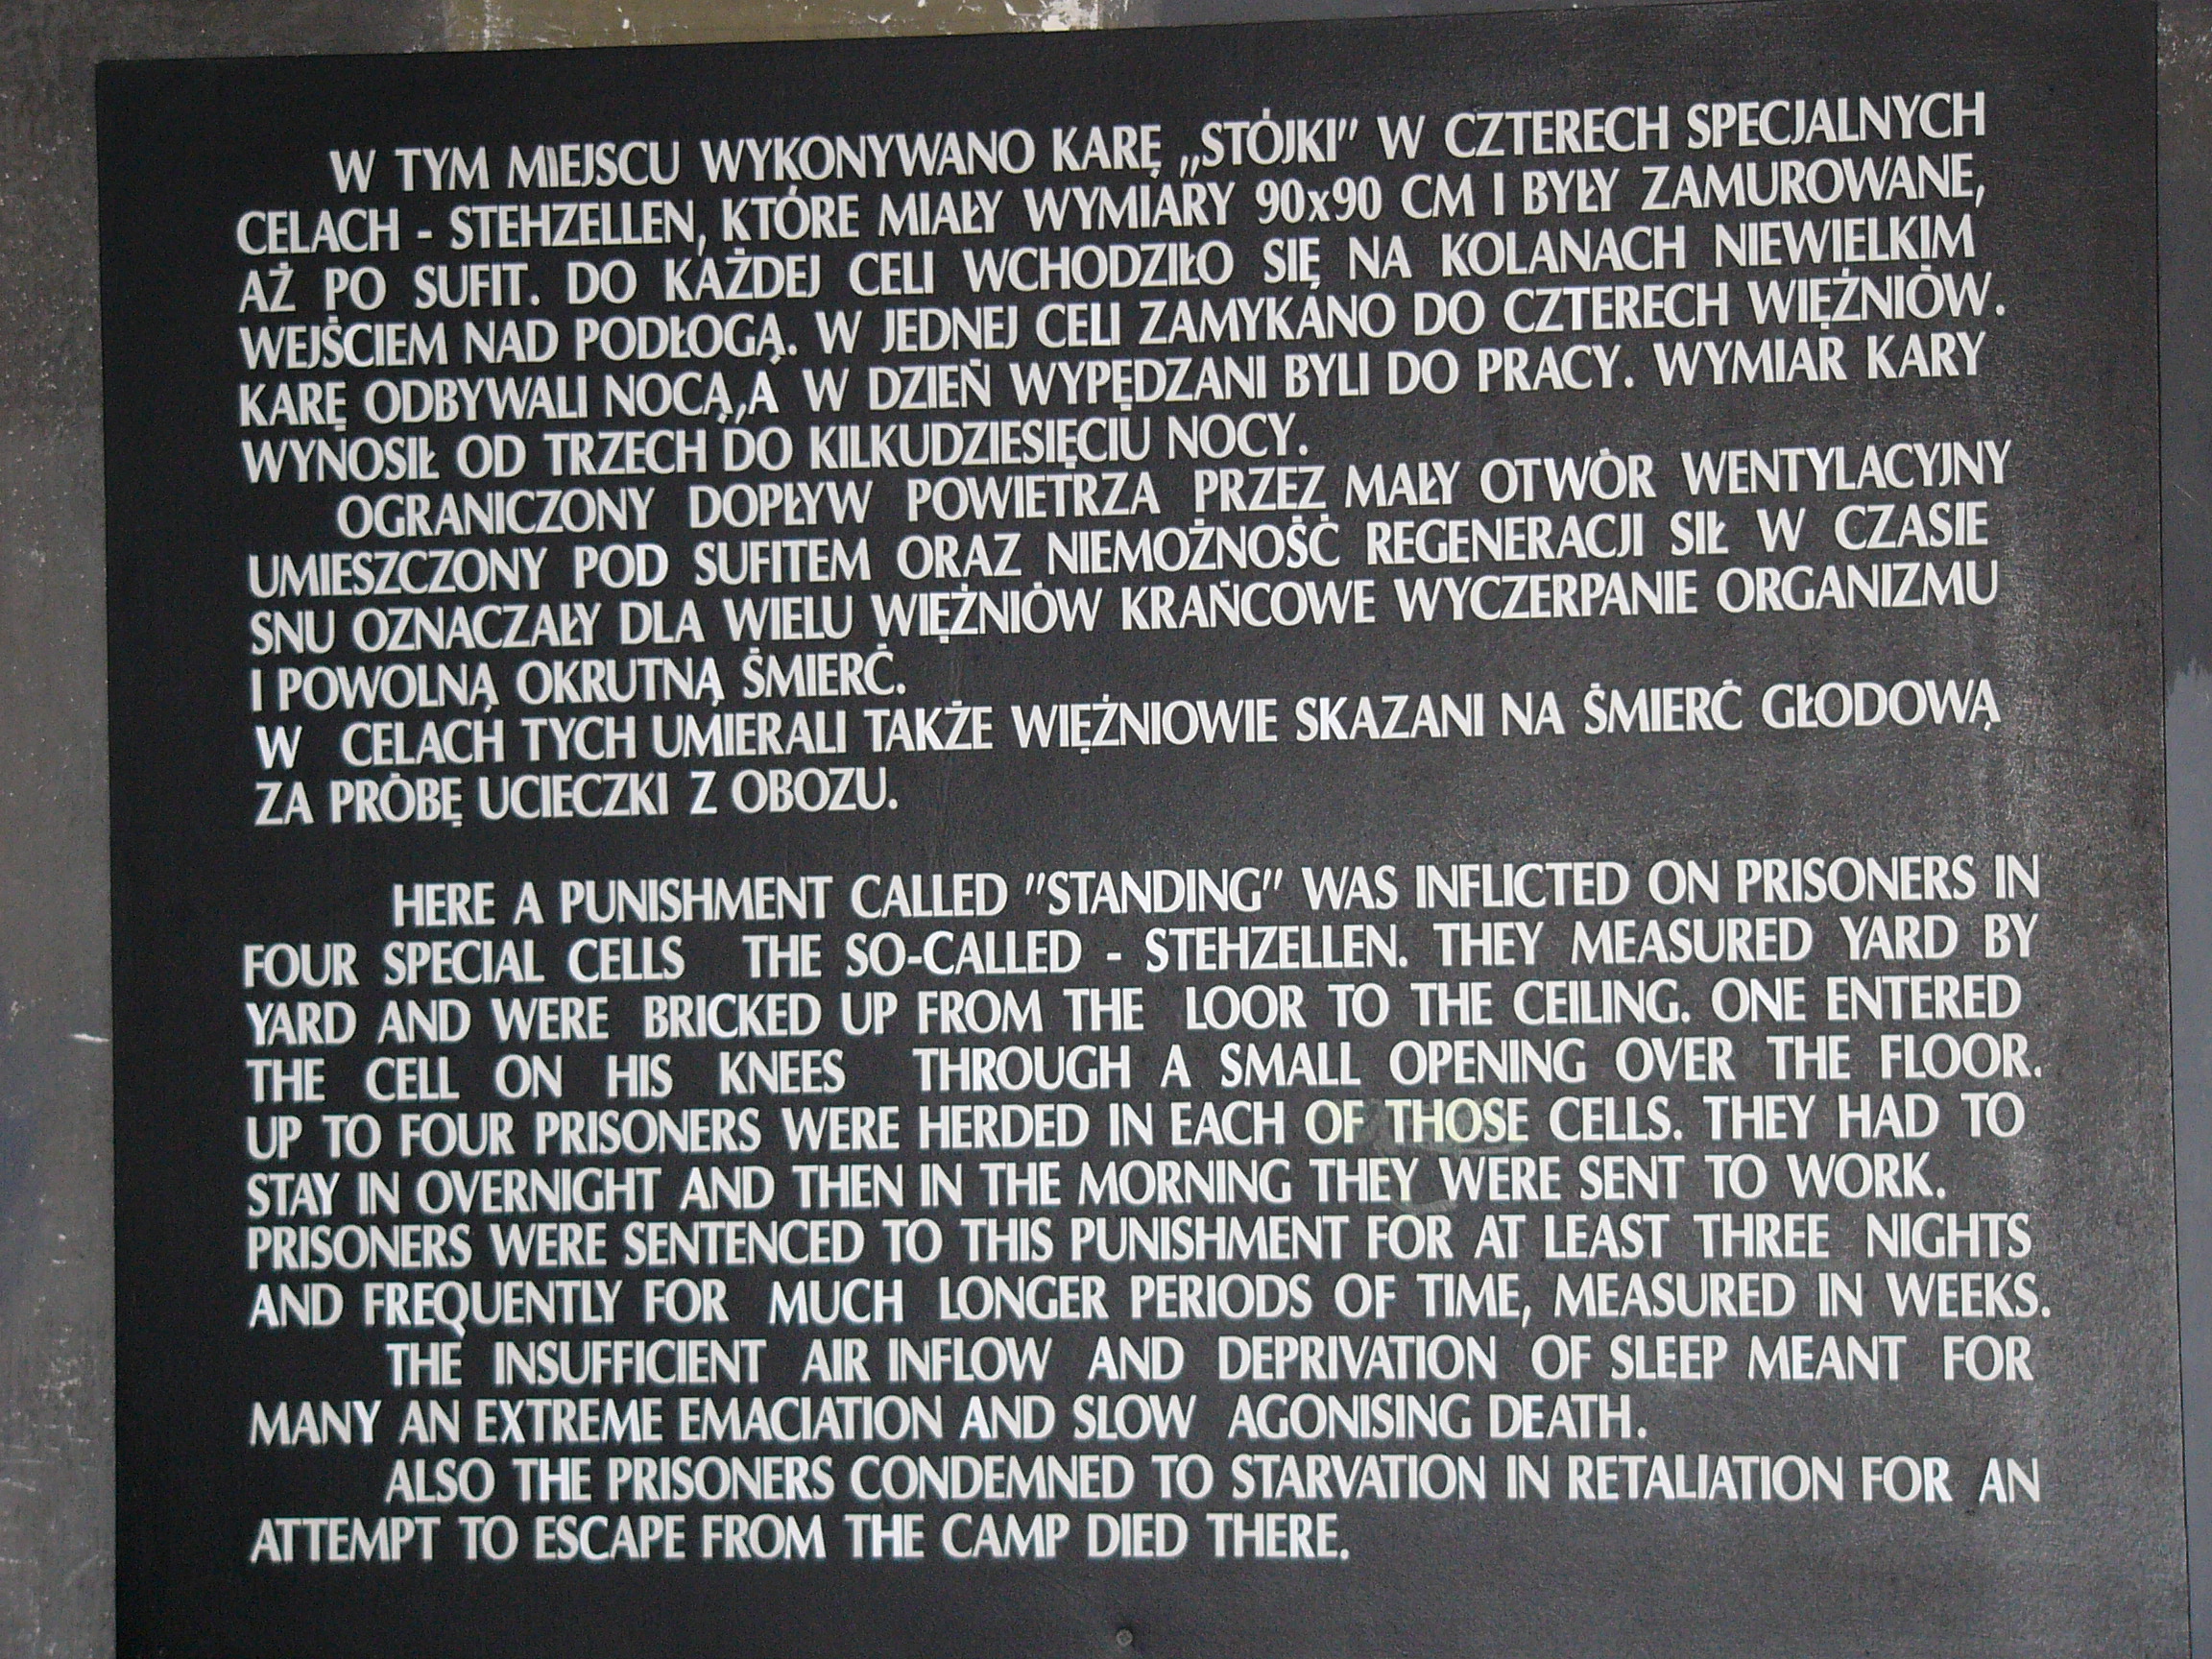 W TYM MIEJSCU WYKONYWANO KARĘ „STÓJKI" W CZTERECH SPECJALNYCH
CELACH - STEHZELLEN, KTÓRE MIAŁY WYMIARY 90x90 CM I BYŁY ZAMUROWANE,
AŻ PO SUFIT. DO KAŻDEJ CELI WCHODZIŁO SIĘ NA KOLANACH NIEWIELKIM
WEJŚCIEM NAD PODŁOGĄ. W JEDNEJ CELI ZAMYKANO DO CZTERECH WIĘŹNIÓW.
KARĘ ODBYWALI NOCĄ,A W DZIEŃ WYPĘDZANI BYLI DO PRACY. WYMIAR KARY
WYNOSIŁ OD TRZECH DO KILKUDZIESIĘCIU NOCY.
OGRANICZONY DOPŁYW POWIETRZA PRZEZ MAŁY OTWÓR WENTYLACYJNY
UMIESZCZONY POD SUFITEM ORAZ NIEMOŻNOŚĆ REGENERACJI SIŁ W CZASIE
SNU OZNACZAŁY DLA WIELU WIĘŹNIÓW KRAŃCOWE WYCZERPANIE ORGANIZMU
I POWOLNĄ OKRUTNĄ ŚMIERĆ.
W CELACH TYCH UMIERALI TAKŻE WIĘŹNIOWIE SKAZANI NA ŚMIERĆ GŁODOWĄ
ZA PRÓBĘ UCIECZKI Z OBOZU.
HERE A PUNISHMENT CALLED "STANDING" WAS INFLICTED ON PRISONERS IN
FOUR SPECIAL CELLS THE SO-CALLED - STEHZELLEN. THEY MEASURED YARD BY
YARD AND WERE BRICKED UP FROM THE LOOR TO THE CEILING. ONE ENTERED
THE CELL ON HIS KNEES THROUGH A SMALL OPENING OVER THE FLOOR.
UP TO FOUR PRISONERS WERE HERDED IN EACH OF THOSE CELLS. THEY HAD TO
STAY IN OVERNIGHT AND THEN IN THE MORNING THEY WERE SENT TO WORK.
PRISONERS WERE SENTENCED TO THIS PUNISHMENT FOR AT LEAST THREE NIGHTS
AND FREQUENTLY FOR MUCH LONGER PERIODS OF TIME, MEASURED IN WEEKS.
THE INSUFFICIENT AIR INFLOW AND DEPRIVATION OF SLEEP MEANT FOR
MANY AN EXTREME EMACIATION AND SLOW AGONISING DEATH.
ALSO THE PRISONERS CONDEMNED TO STARVATION IN RETALIATION FOR AN
ATTEMPT TO ESCAPE FROM THE CAMP DIED THERE.